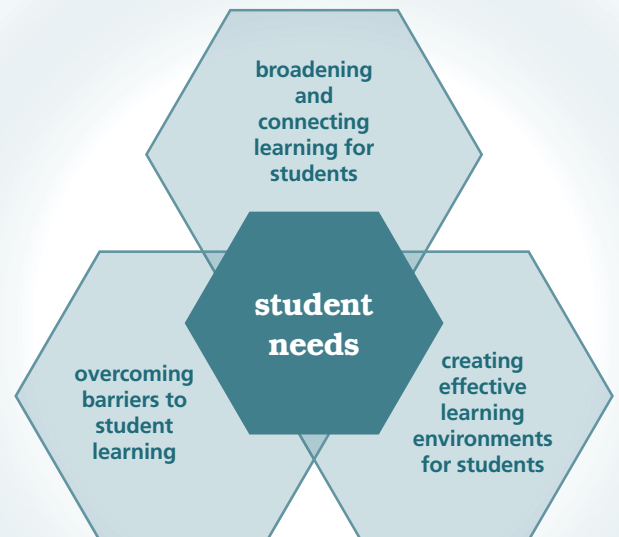 broadening
and
connecting
learning for
students
student
needs
overcoming
barriers to
student
learning
creating
effective
learning
environments
for students